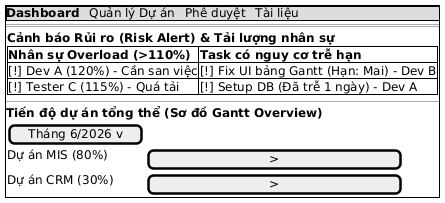 Dashboard Quản lý Dự án Phê duyệt Tài liệu
Cảnh báo Rủi ro (Risk Alert) & Tải lượng nhân sự
Nhân sự Overload (>110%) Task có nguy cơ trễ hạn
[!] Dev A (120%) - Cần san việc [!] Fix UI bảng Gantt (Hạn: Mai) - Dev B
[!] Tester C (115%) - Quá tải [!] Setup DB (Đã trễ 1 ngày) - Dev A
Tiến độ dự án tổng thể (Sơ đồ Gantt Overview)
Tháng 6/2026 v
Dự án MIS (80%) >
Dự án CRM (30%) >